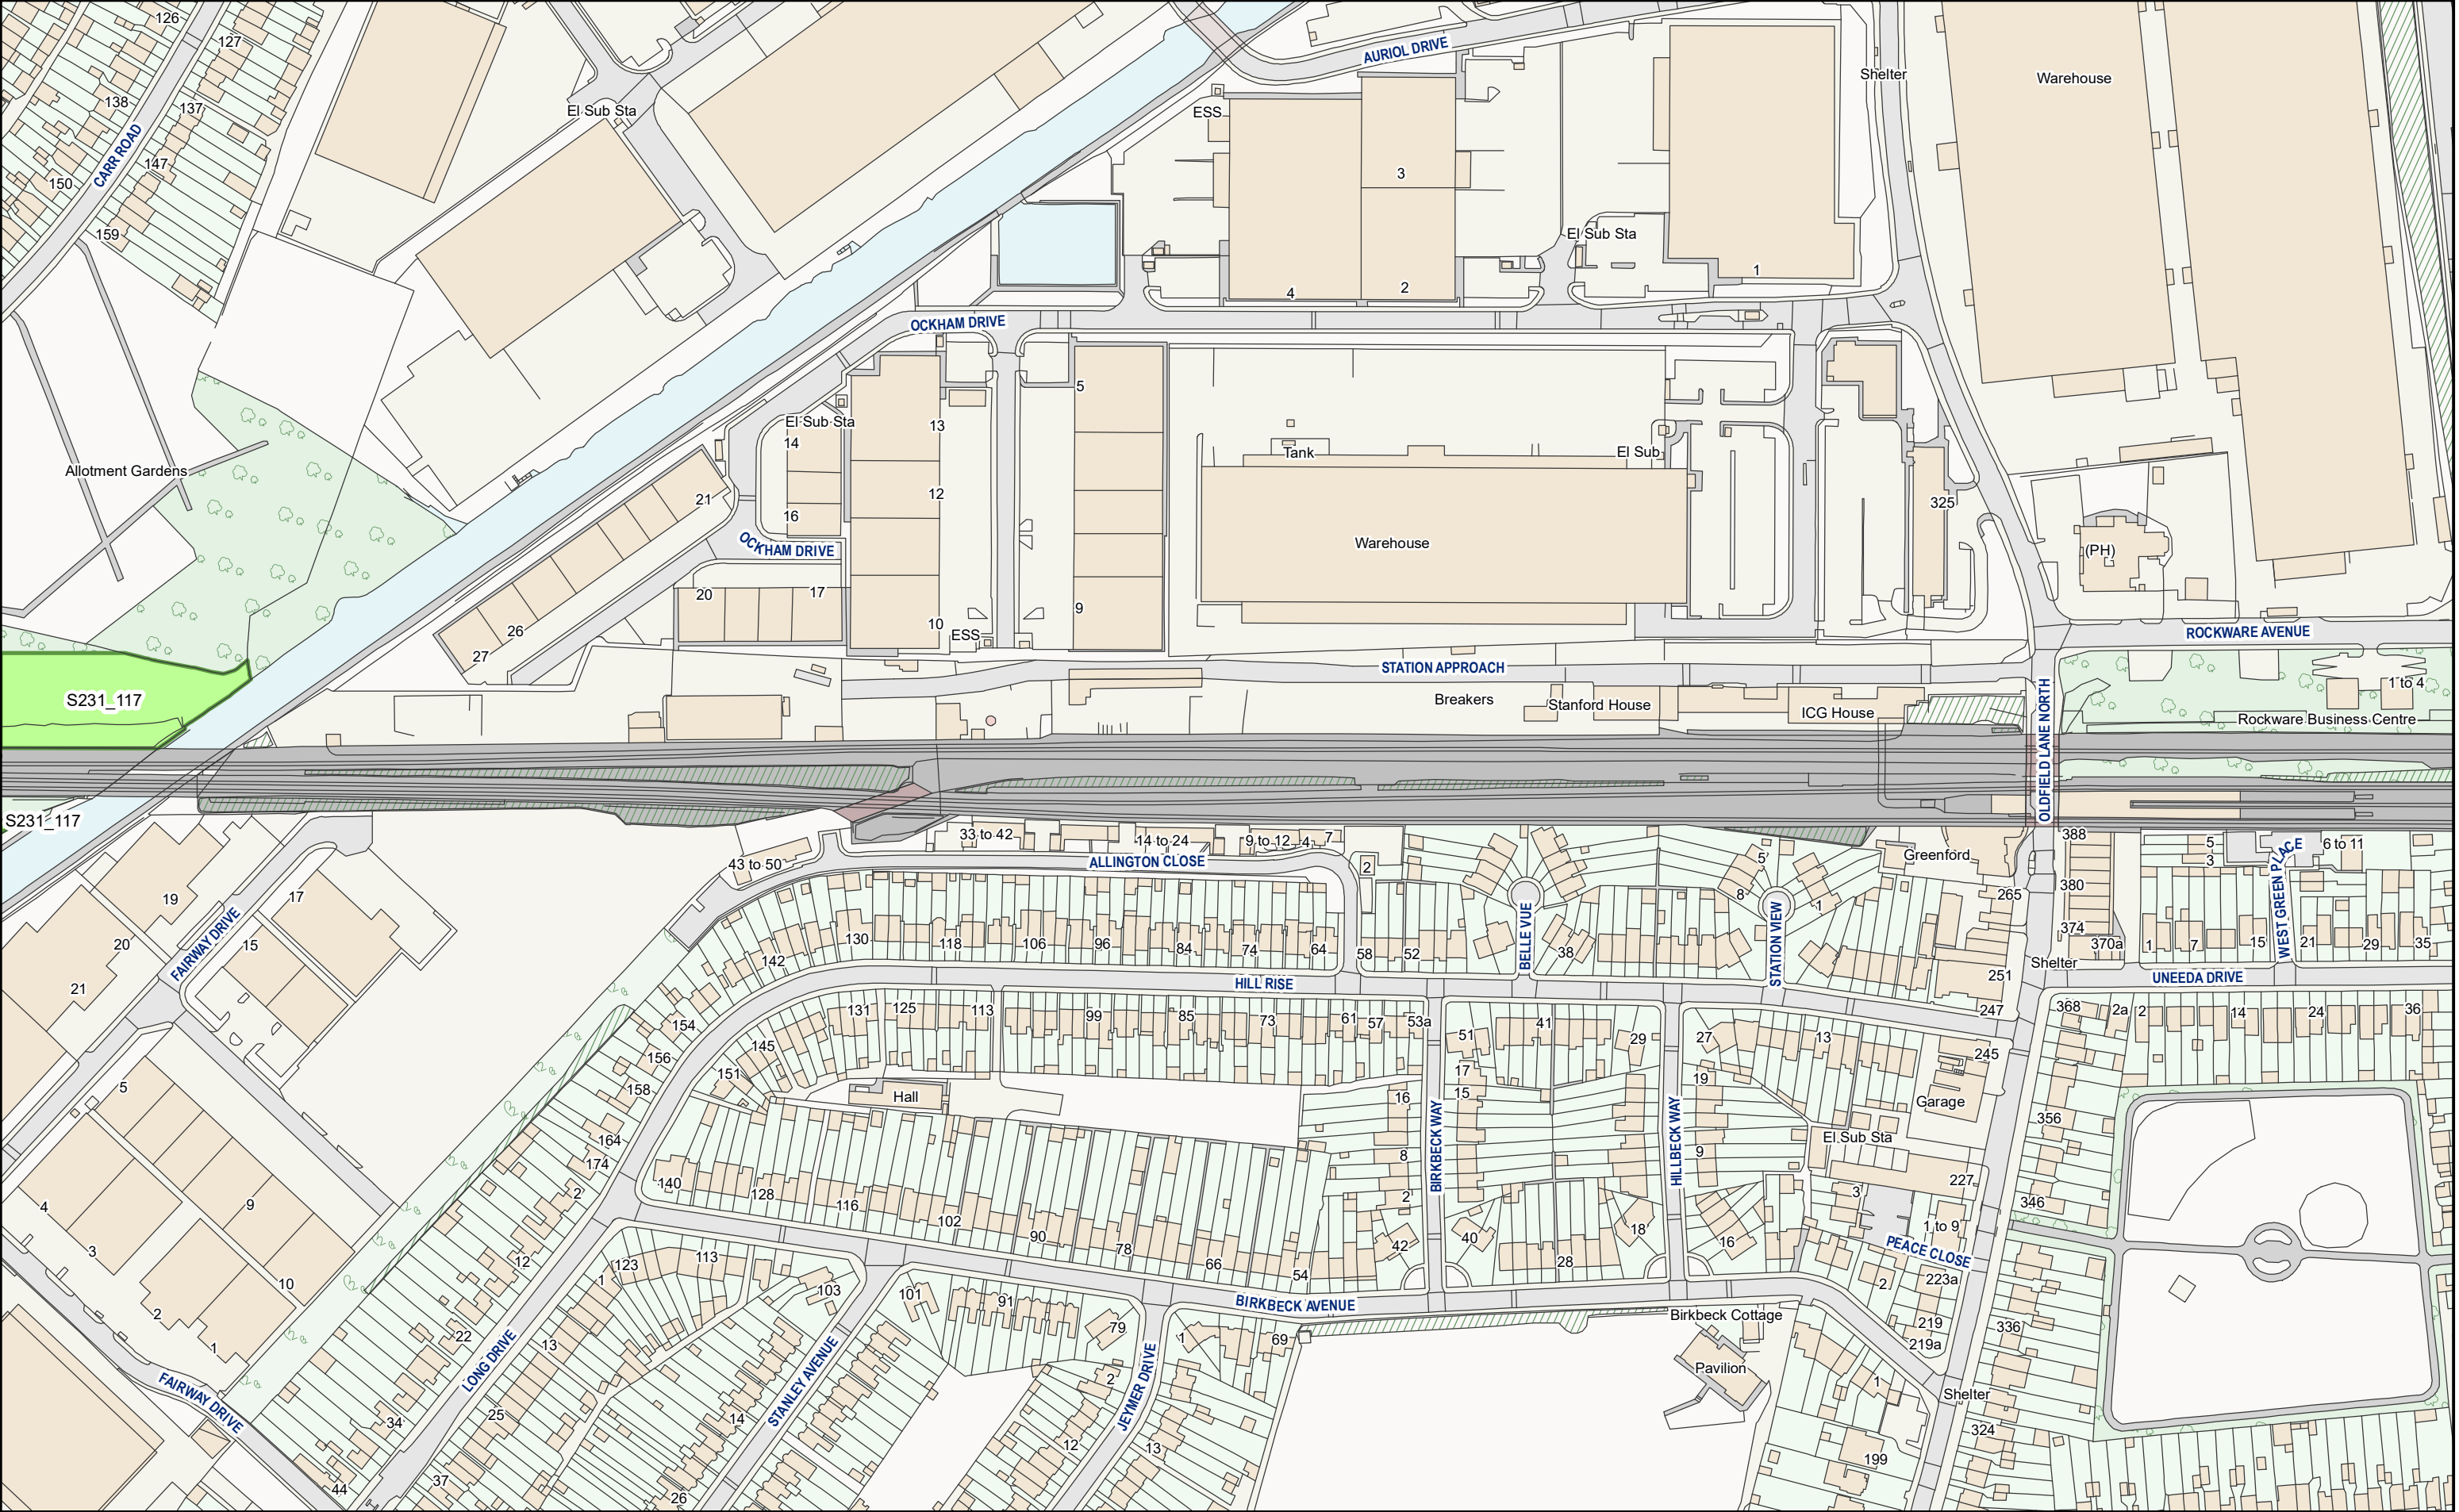 126
127
AURIOL DRIVE
Shelter
Warehouse
138
137
El Sub Sta
ESS
CARR ROAD
147
150
3
159
El Sub Sta
1
4
2
OCKHAM DRIVE
5
El Sub Sta
13
14
Tank
El Sub
Allotment Gardens
21
12
325
16
OCKHAM DRIVE
Warehouse
(PH)
20
17
9
26
10
ESS
27
ROCKWARE AVENUE
STATION APPROACH
S231_117
Breakers
Stanford House
ICG House
1 to 4
Rockware Business Centre
OLDFIELD LANE NORTH
S231_117
33 to 42
14 to 24
9 to 12
4
7
388
5
3
6 to 11
WEST GREEN PLACE
43 to 50
ALLINGTON CLOSE
2
5
8
1
Greenford
19
17
265
380
20
FAIRWAY DRIVE
15
130
118
106
96
84
74
64
58
52
BELLE VUE
38
STATION VIEW
374
370a
1
7
15
21
29
35
142
21
HILL RISE
251
Shelter
UNEEDA DRIVE
154
131
125
113
99
85
73
61
57
53a
51
41
29
27
13
247
368
2a
2
14
24
36
156
145
245
151
158
5
17
15
19
Hall
16
Garage
BIRKBECK WAY
HILLBECK WAY
356
164
174
El Sub Sta
8
9
140
128
116
2
2
3
227
4
9
102
346
90
78
42
40
18
16
1 to 9
PEACE CLOSE
3
12
123
113
66
54
28
1
103
101
91
2
223a
10
BIRKBECK AVENUE
Birkbeck Cottage
2
1
22
13
79
1
69
219
219a
336
LONG DRIVE
STANLEY AVENUE
JEYMER DRIVE
Pavilion
FAIRWAY DRIVE
2
1
Shelter
34
25
14
12
13
324
199
44
37
26